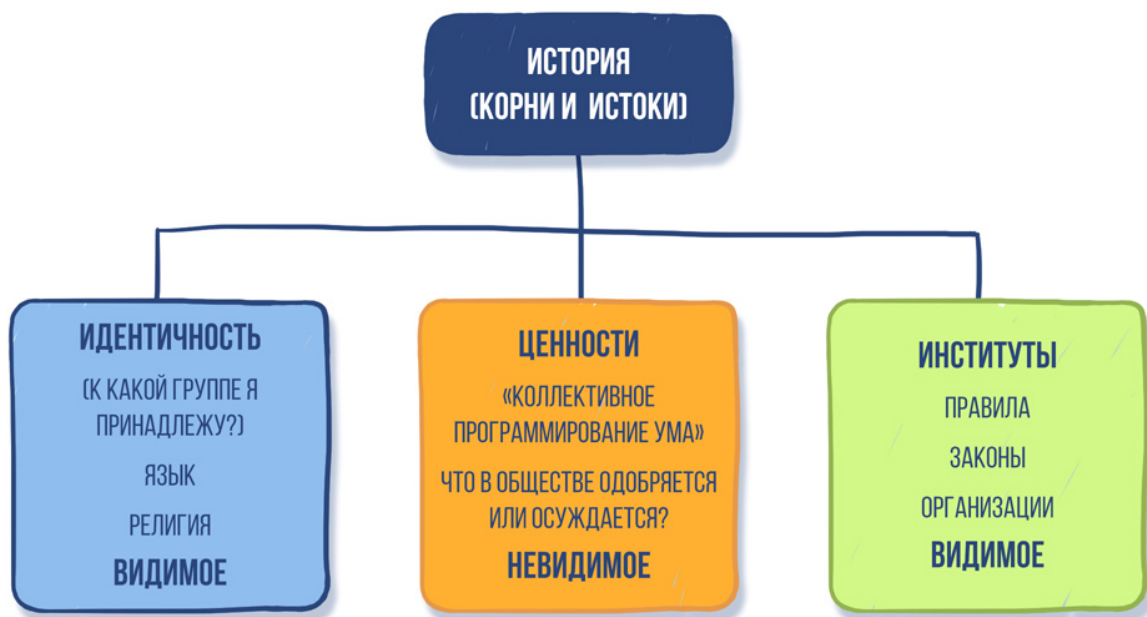 ИСТОРИЯ
(КОРНИ И ИСТОКИ)
ИДЕНТИЧНОСТЬ
(К КАКОЙ ГРУППЕ Я
ПРИНАДЛЕЖУ?)
ЯЗЫК
РЕЛИГИЯ
ВИДИМОЕ
ЦЕННОСТИ
«КОЛЛЕКТИВНОЕ
ПРОГРАММИРОВАНИЕ УМА»
ЧТО В ОБЩЕСТВЕ ОДОБРЯЕТСЯ
ИЛИ ОСУЖДАЕТСЯ?
НЕВИДИМОЕ
ИНСТИТУТЫ
ПРАВИЛА
ЗАКОНЫ
ОРГАНИЗАЦИИ
ВИДИМОЕ